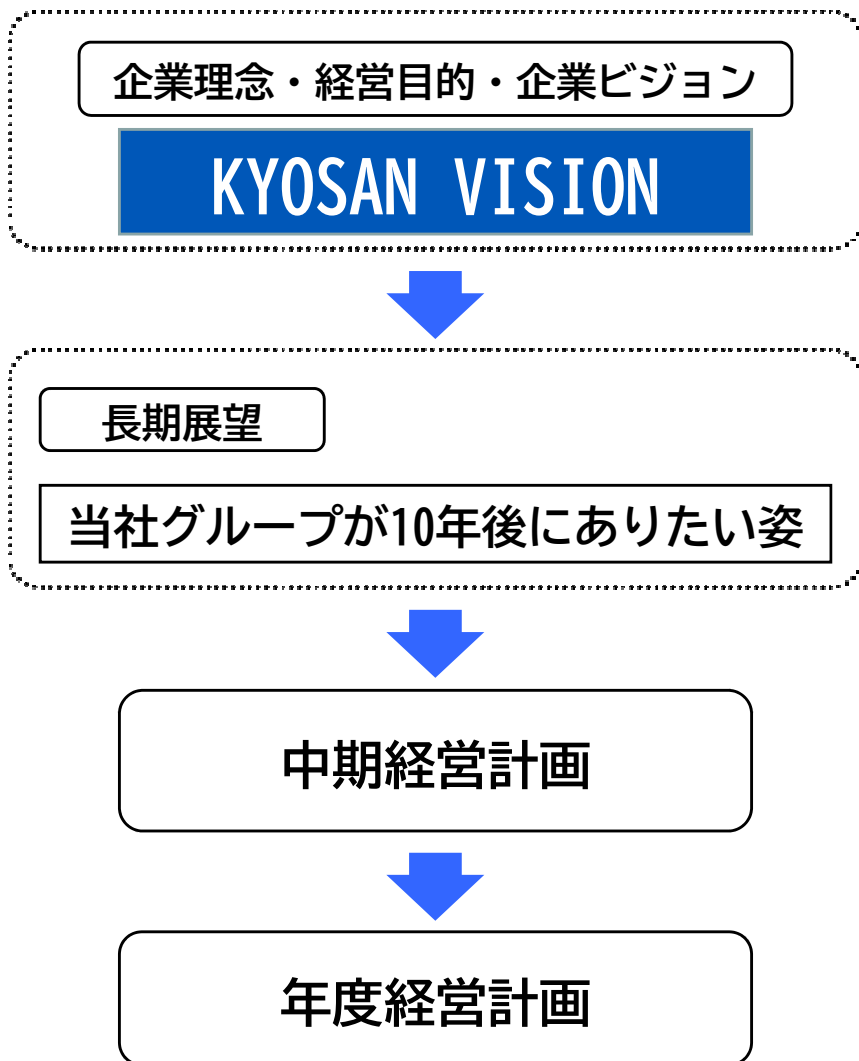 企業理念・経営目的・企業ビジョン
KYOSAN VISION
長期展望
当社グループが10年後にありたい姿
中期経営計画
年度経営計画